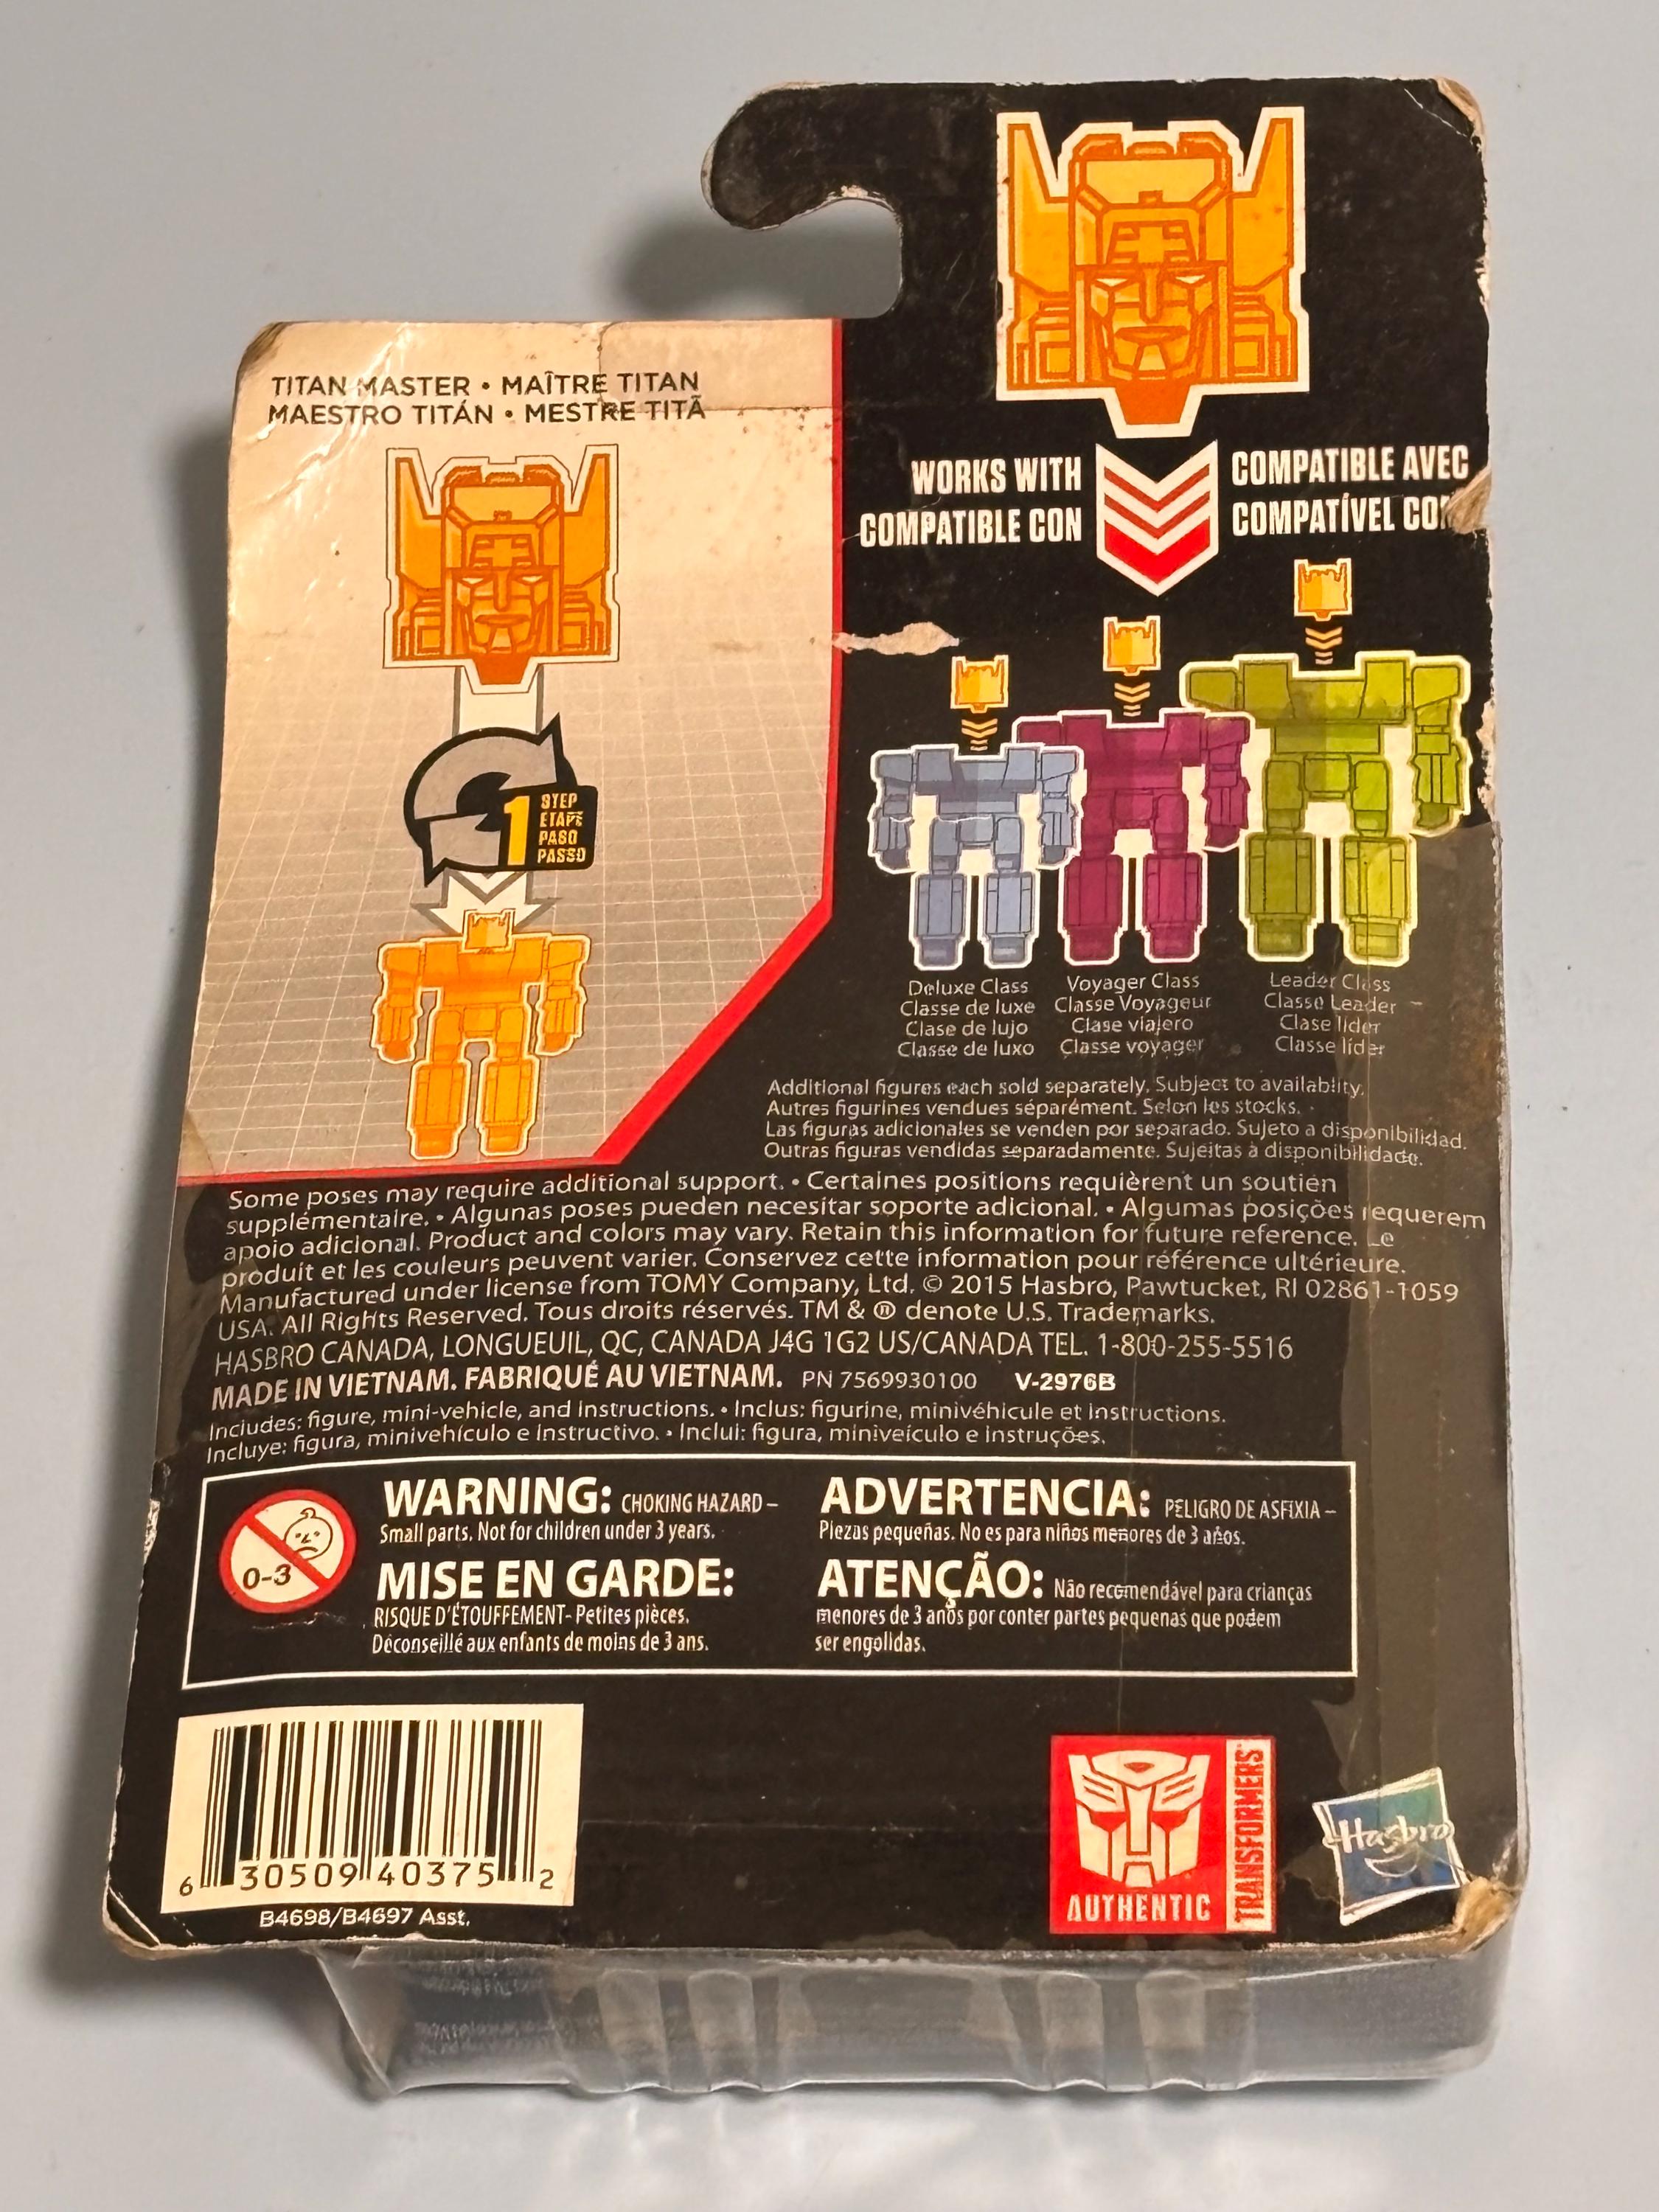 TITAN MASTER • MAÎTRE TITAN
MAESTRO TITÁN • MESTRE TITÃ
1 STEP
ÉTAPE
PASO
PASSO
WORKS WITH
COMPATIBLE CON
COMPATIBLE AVEC
COMPATÍVEL
Deluxe Class
Classe de luxe
Clase de lujo
Classe de luxo
Voyager Class
Classe Voyageur
Clase viajero
Classe voyager
Leader Class
Classe Leader
Clase líder
Classe líder
Additional figures each sold separately. Subject to availablity.
Autres figurines vendues séparément. Selon les stocks.
Las figuras adicionales se venden por separado. Sujeto a disponibilidad.
Outras figuras vendidas separadamente. Sujeitas à disponibilidade.
Some poses may require additional support. • Certaines positions requièrent un soutien
supplémentaire. • Algunas poses pueden necesitar soporte adicional. • Algumas posições requerem
apoio adicional. Product and colors may vary. Retain this information for future reference. Le
produit et les couleurs peuvent varier. Conservez cette information pour référence ultérieure.
Manufactured under license from TOMY Company, Ltd. © 2015 Hasbro, Pawtucket, RI 02861-1059
USA. All Rights Reserved. Tous droits réservés. TM & ® denote U.S. Trademarks.
HASBRO CANADA, LONGUEUIL, QC, CANADA J4G 1G2 US/CANADA TEL. 1-800-255-5516
MADE IN VIETNAM. FABRIQUÉ AU VIETNAM. PN 7569930100 V-2976B
Includes: figure, mini-vehicle, and instructions. • Inclus: figurine, minivéhicule et instructions.
Incluye: figura, minivehículo e instructivo. • Inclui: figura, miniveículo e instruções.
0-3
WARNING: CHOKING HAZARD –
Small parts. Not for children under 3 years.
MISE EN GARDE:
RISQUE D'ÉTOUFFEMENT- Petites pièces.
Déconseillé aux enfants de moins de 3 ans.
ADVERTENCIA: PELIGRO DE ASFIXIA –
Piezas pequeñas. No es para niños menores de 3 años.
ATENÇÃO: Não recomendável para crianças
menores de 3 anos por conter partes pequenas que podem
ser engolidas.
6 30509 40375 2
B4698/B4697 Asst.
AUTHENTIC
TRANSFORMERS
Hasbro